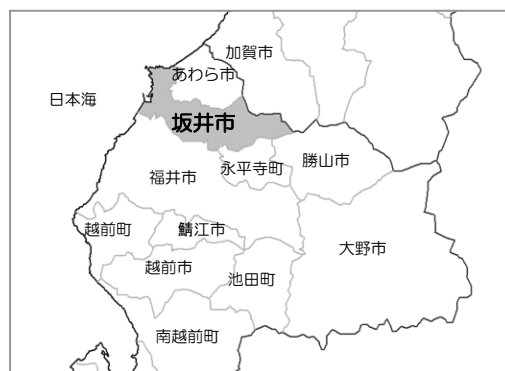 加賀市
あわら市
日本海
坂井市
勝山市
永平寺町
福井市
越前町
鯖江市
大野市
越前市
池田町
南越前町